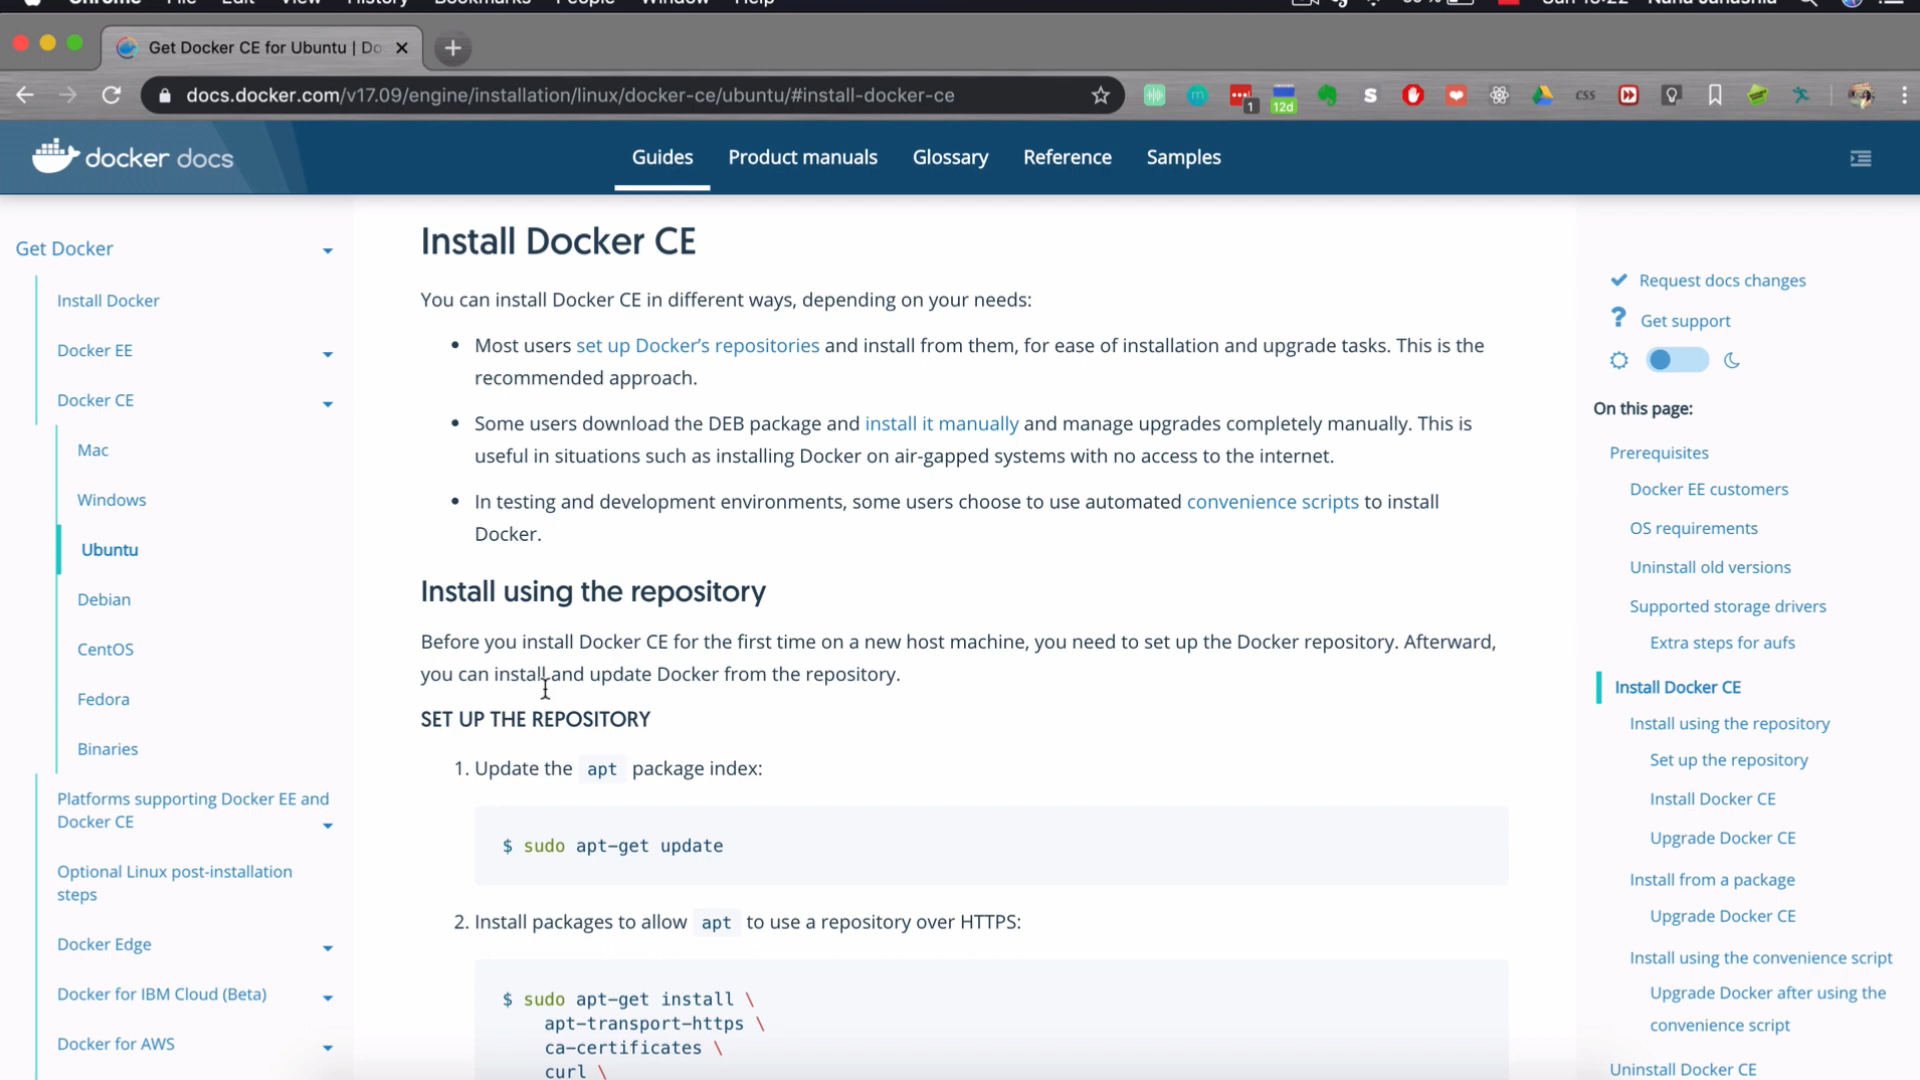 Chrome File Edit View History Bookmarks People Window Help
Get Docker CE for Ubuntu | Do
docs.docker.com/v17.09/engine/installation/linux/docker-ce/ubuntu/#install-docker-ce
1
12d
S
css
docker docs
Guides
Product manuals
Glossary
Reference
Samples
Get Docker
Install Docker
Docker EE
Docker CE
Mac
Windows
Ubuntu
Debian
CentOS
Fedora
Binaries
Platforms supporting Docker EE and
Docker CE
Optional Linux post-installation
steps
Docker Edge
Docker for IBM Cloud (Beta)
Docker for AWS
Install Docker CE
You can install Docker CE in different ways, depending on your needs:
• Most users set up Docker’s repositories and install from them, for ease of installation and upgrade tasks. This is the
recommended approach.
• Some users download the DEB package and install it manually and manage upgrades completely manually. This is
useful in situations such as installing Docker on air-gapped systems with no access to the internet.
• In testing and development environments, some users choose to use automated convenience scripts to install
Docker.
Install using the repository
Before you install Docker CE for the first time on a new host machine, you need to set up the Docker repository. Afterward,
you can install and update Docker from the repository.
SET UP THE REPOSITORY
1. Update the apt package index:
$ sudo apt-get update
2. Install packages to allow apt to use a repository over HTTPS:
$ sudo apt-get install \
apt-transport-https \
ca-certificates \
curl \
Request docs changes
Get support
On this page:
Prerequisites
Docker EE customers
OS requirements
Uninstall old versions
Supported storage drivers
Extra steps for aufs
Install Docker CE
Install using the repository
Set up the repository
Install Docker CE
Upgrade Docker CE
Install from a package
Upgrade Docker CE
Install using the convenience script
Upgrade Docker after using the
convenience script
Uninstall Docker CE